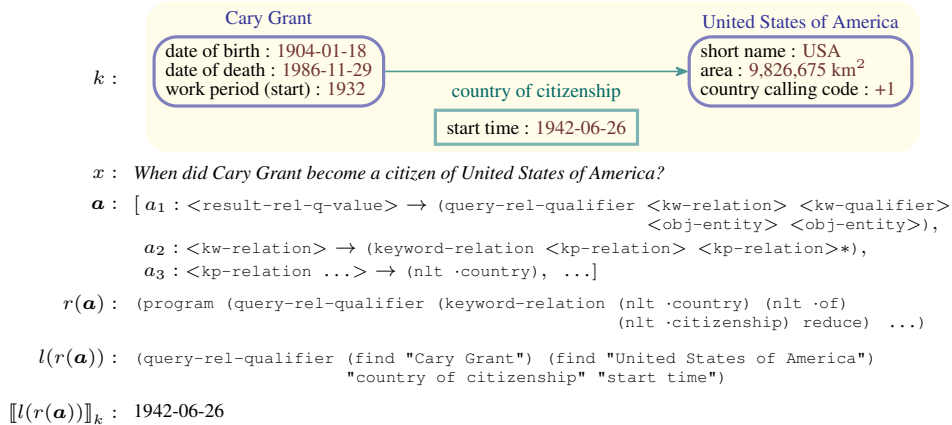 Cary Grant
United States of America
k :
date of birth : 1904-01-18
date of death : 1986-11-29
work period (start) : 1932
country of citizenship
start time : 1942-06-26
short name : USA
area : 9,826,675 km²
country calling code : +1
x : When did Cary Grant become a citizen of United States of America?
a : [ a₁ : <result-rel-q-value> → (query-rel-qualifier <kw-relation> <kw-qualifier>
<obj-entity> <obj-entity>),
a₂ : <kw-relation> → (keyword-relation <kp-relation> <kp-relation>*),
a₃ : <kp-relation ...> → (nlt ·country), ...]
r(a) : (program (query-rel-qualifier (keyword-relation (nlt ·country) (nlt ·of)
(nlt ·citizenship) reduce) ...)
l(r(a)) : (query-rel-qualifier (find "Cary Grant") (find "United States of America")
"country of citizenship" "start time")
⟦l(r(a))⟧ₖ : 1942-06-26